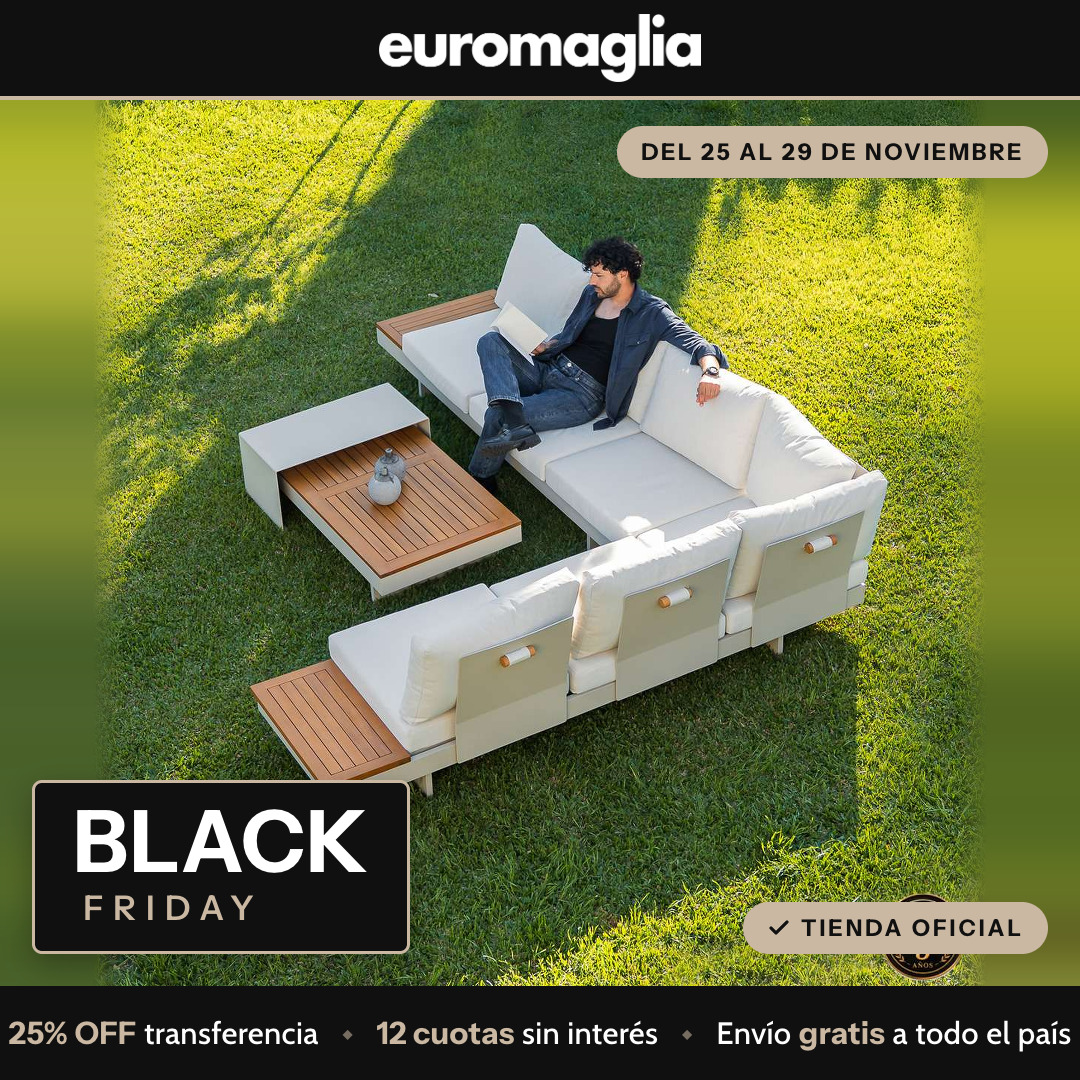 euromaglia
DEL 25 AL 29 DE NOVIEMBRE
BLACK
FRIDAY
✓ TIENDA OFICIAL
AÑOS
25% OFF transferencia ◆ 12 cuotas sin interés ◆ Envío gratis a todo el país